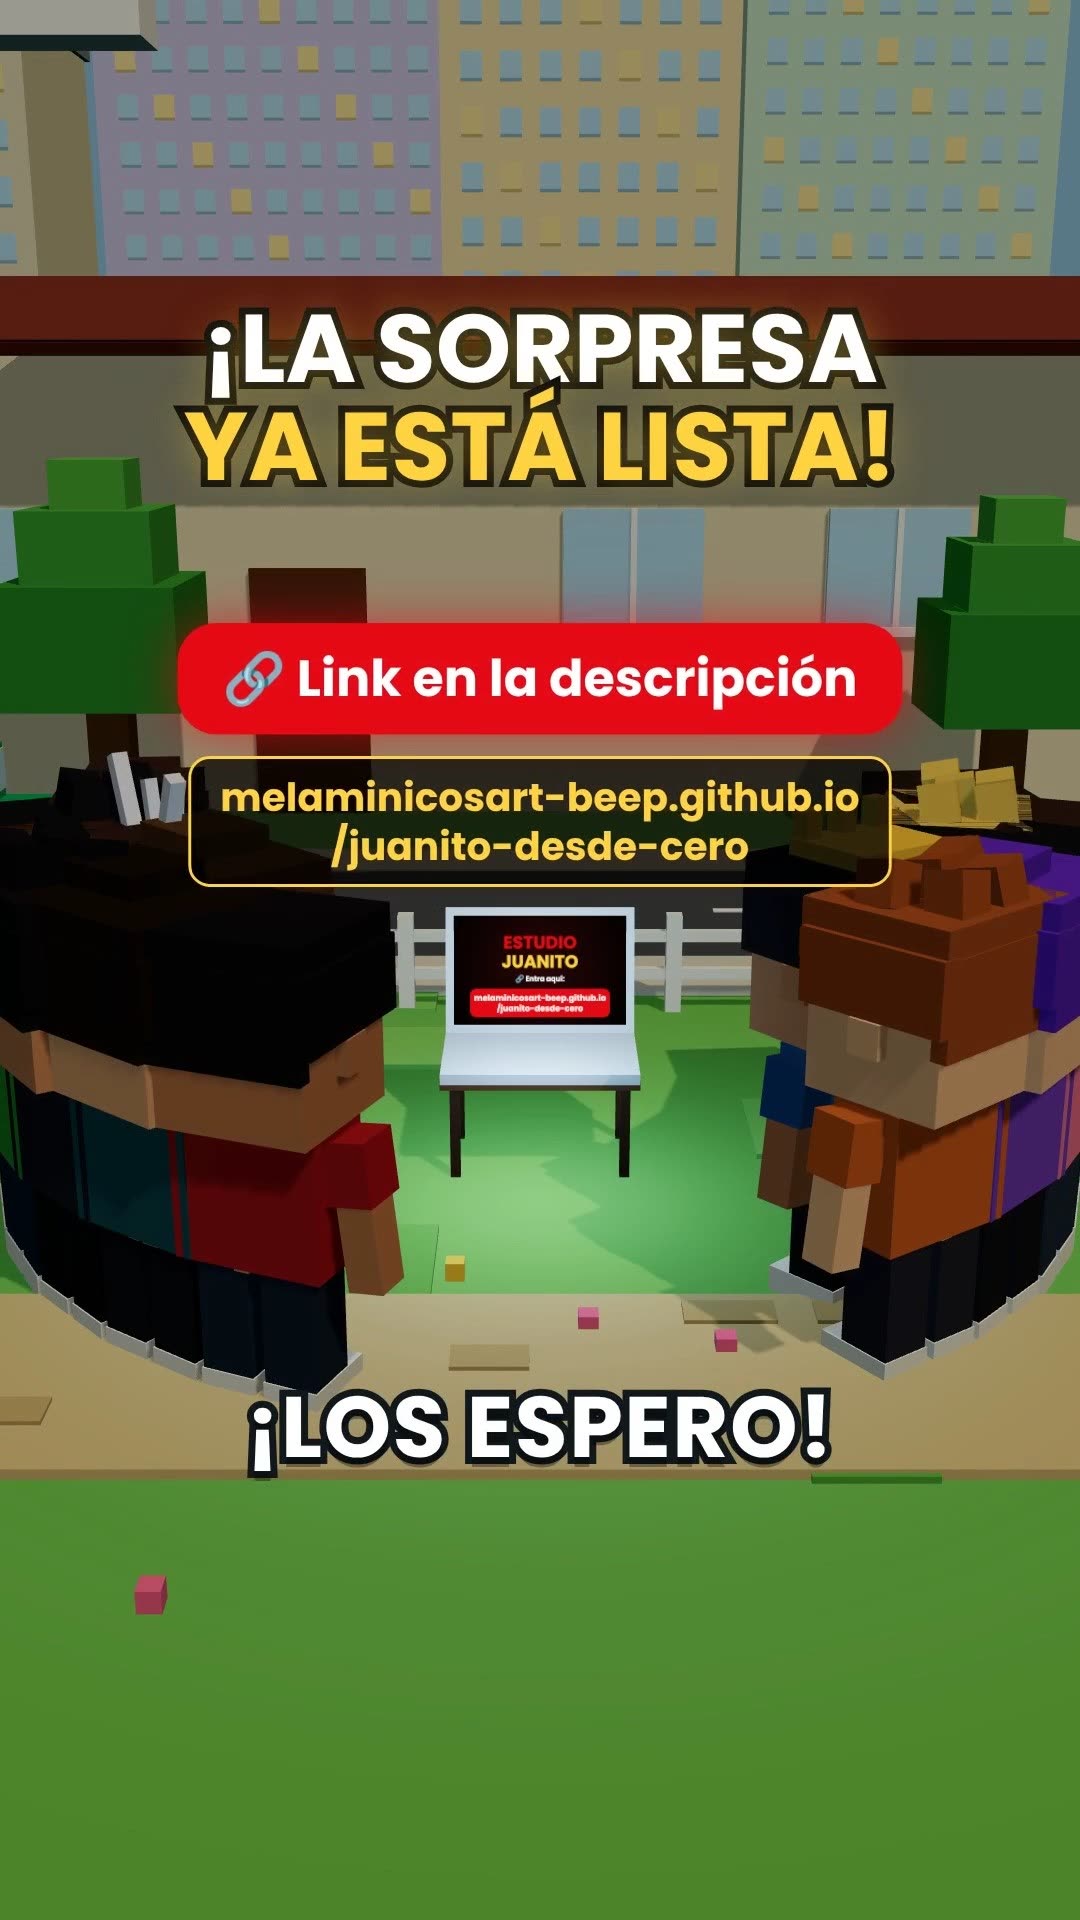 ¡LA SORPRESA
YA ESTÁ LISTA!
🔗 Link en la descripción
melaminicosart-beep.github.io
/juanito-desde-cero
ESTUDIO
JUANITO
🔗 Entra aquí:
melaminicosart-beep.github.io
/juanito-desde-cero
¡LOS ESPERO!